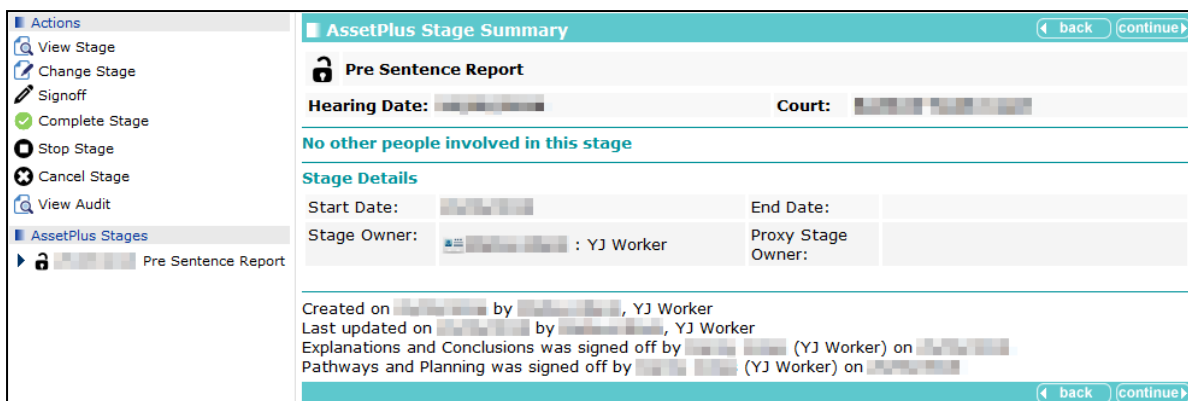 Actions
View Stage
Change Stage
Signoff
Complete Stage
Stop Stage
Cancel Stage
View Audit
AssetPlus Stages
Pre Sentence Report
AssetPlus Stage Summary
back continue
Pre Sentence Report
Hearing Date: Court:
No other people involved in this stage
Stage Details
Start Date: End Date:
Stage Owner: : YJ Worker Proxy Stage
Owner:
Created on by , YJ Worker
Last updated on by , YJ Worker
Explanations and Conclusions was signed off by (YJ Worker) on
Pathways and Planning was signed off by (YJ Worker) on
back continue